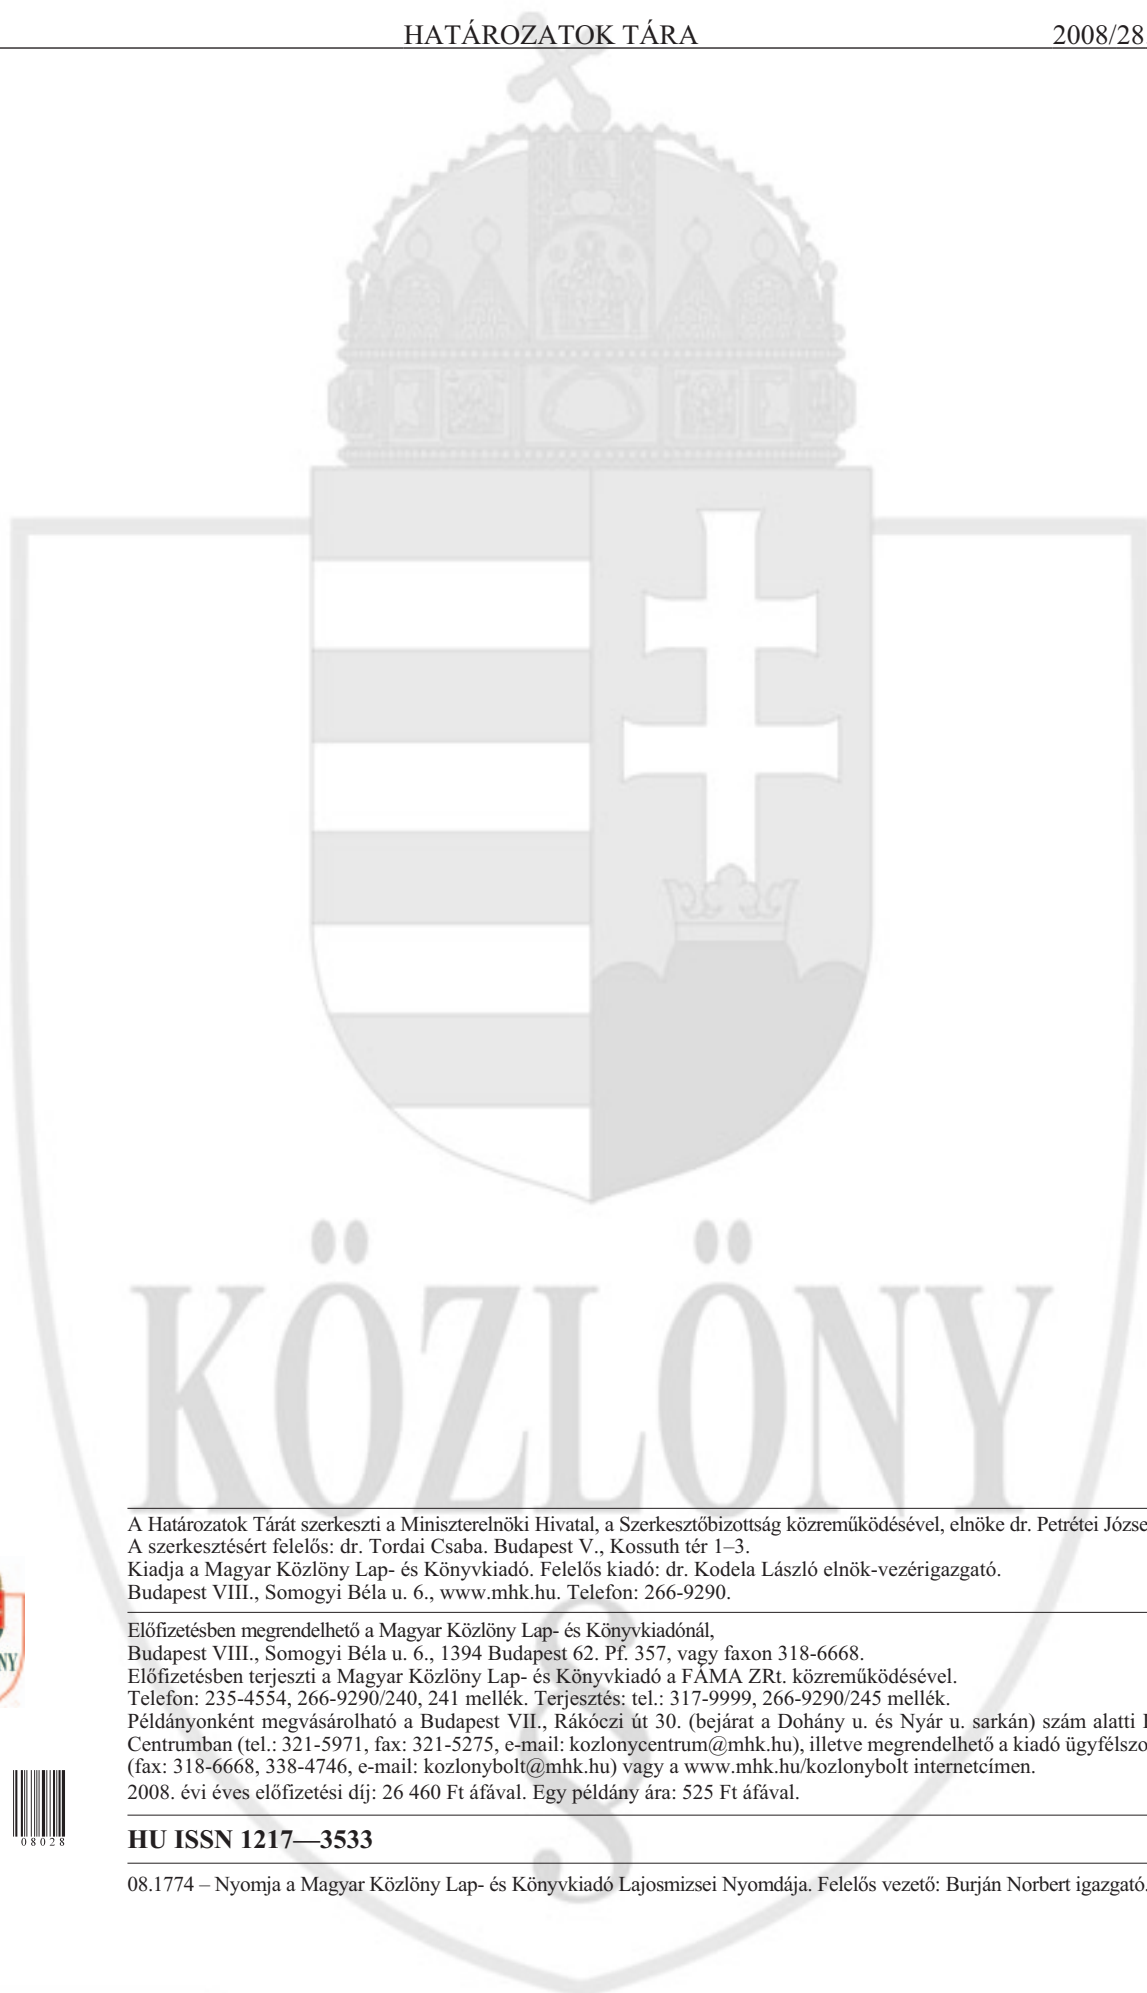 HATÁROZATOK TÁRA 2008/28
KÖZLÖNY
A Határozatok Tárát szerkeszti a Miniszterelnöki Hivatal, a Szerkesztőbizottság közreműködésével, elnöke dr. Petrétei Józse
A szerkesztésért felelős: dr. Tordai Csaba. Budapest V., Kossuth tér 1–3.
Kiadja a Magyar Közlöny Lap- és Könyvkiadó. Felelős kiadó: dr. Kodela László elnök-vezérigazgató.
Budapest VIII., Somogyi Béla u. 6., www.mhk.hu. Telefon: 266-9290.
Előfizetésben megrendelhető a Magyar Közlöny Lap- és Könyvkiadónál,
Budapest VIII., Somogyi Béla u. 6., 1394 Budapest 62. Pf. 357, vagy faxon 318-6668.
Előfizetésben terjeszti a Magyar Közlöny Lap- és Könyvkiadó a FÁMA ZRt. közreműködésével.
Telefon: 235-4554, 266-9290/240, 241 mellék. Terjesztés: tel.: 317-9999, 266-9290/245 mellék.
Példányonként megvásárolható a Budapest VII., Rákóczi út 30. (bejárat a Dohány u. és Nyár u. sarkán) szám alatti
Centrumban (tel.: 321-5971, fax: 321-5275, e-mail: kozlonycentrum@mhk.hu), illetve megrendelhető a kiadó ügyfélszo
(fax: 318-6668, 338-4746, e-mail: kozlonybolt@mhk.hu) vagy a www.mhk.hu/kozlonybolt internetcímen.
2008. évi éves előfizetési díj: 26 460 Ft áfával. Egy példány ára: 525 Ft áfával.
08028
HU ISSN 1217—3533
08.1774 – Nyomja a Magyar Közlöny Lap- és Könyvkiadó Lajosmizsei Nyomdája. Felelős vezető: Burján Norbert igazgató.